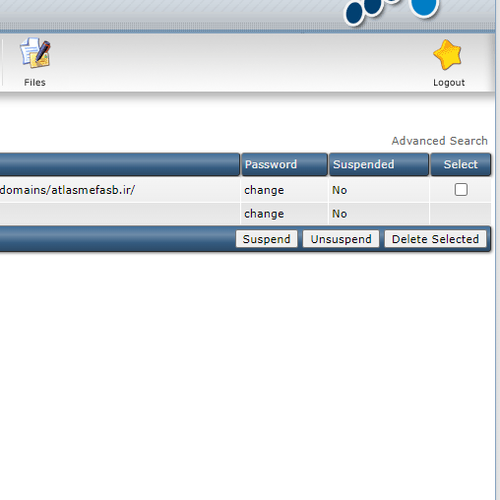 Files Logout
Advanced Search
Password Suspended Select
domains/atlasmefasb.ir/ change No
change No
Suspend Unsuspend Delete Selected